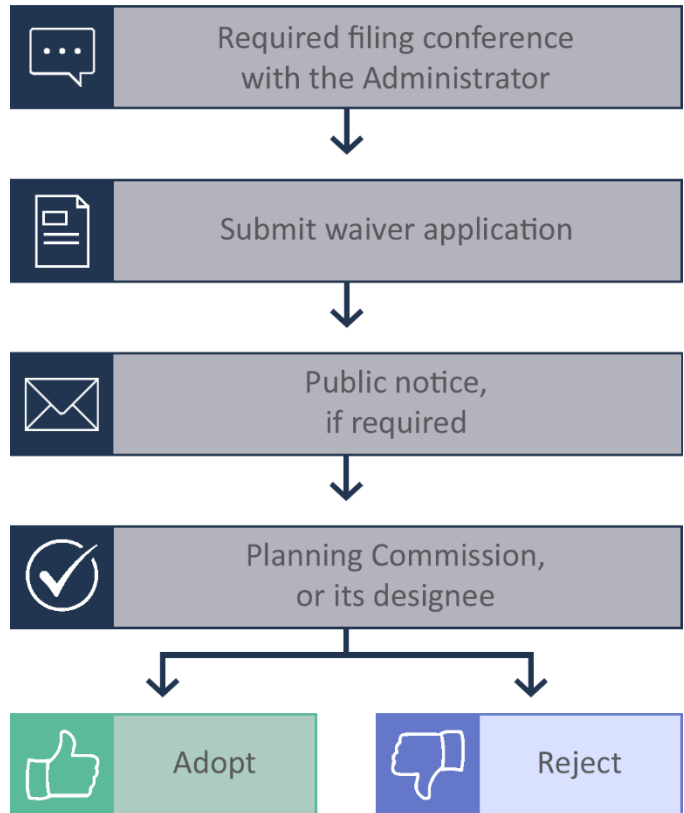 Required filing conference
with the Administrator
Submit waiver application
Public notice,
if required
Planning Commission,
or its designee
Adopt
Reject